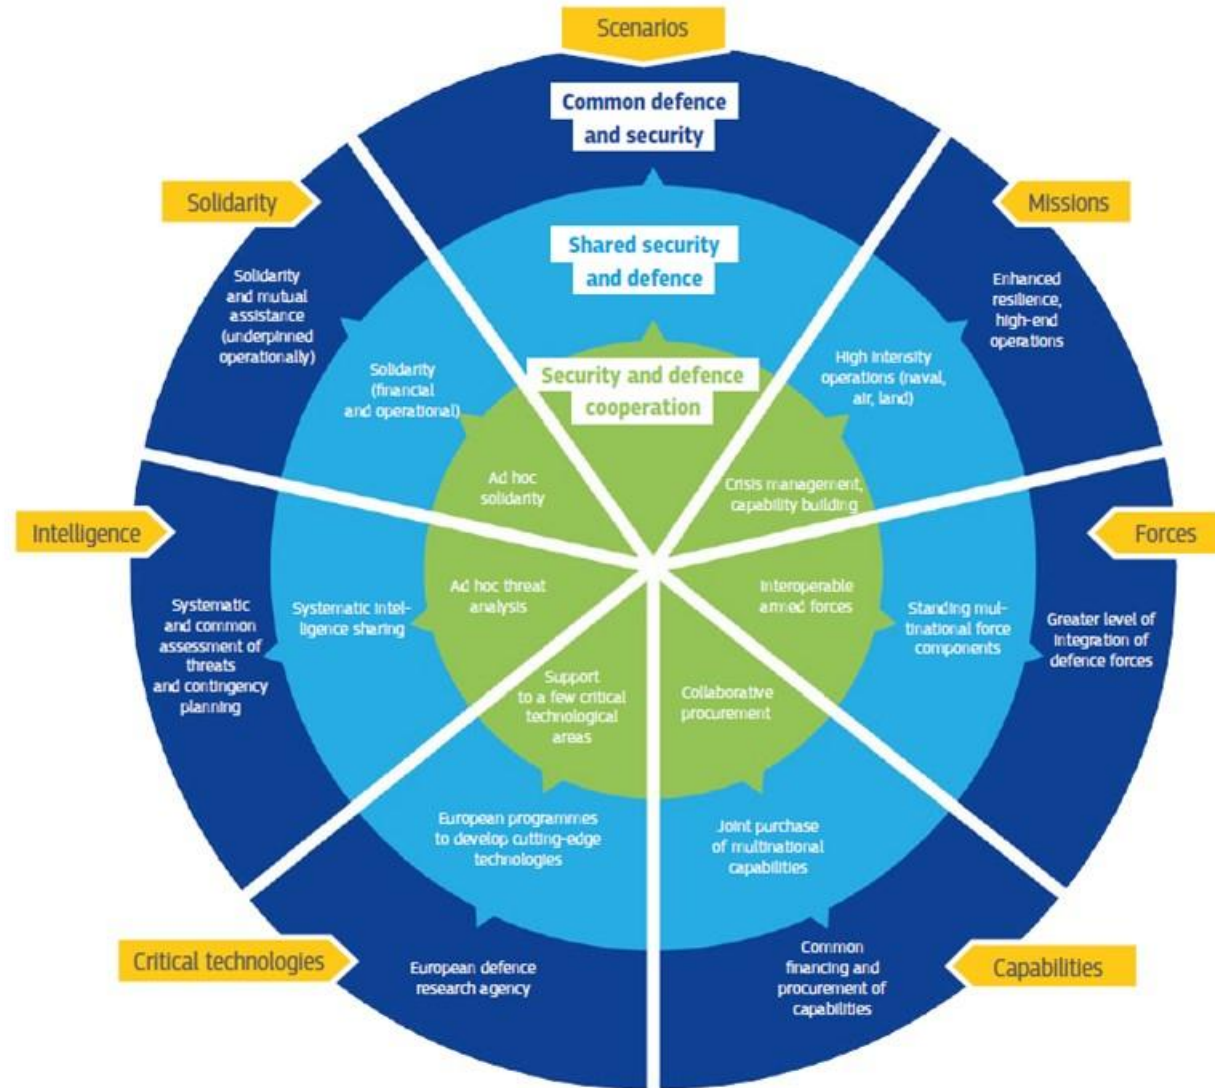 Scenarios
Common defence
and security
Shared security
and defence
Security and defence
cooperation
Missions
Enhanced
resilience,
high-end
operations
High intensity
operations (naval,
air, land)
Crisis management,
capability building
Forces
Greater level of
integration of
defence forces
Standing mul-
tinational force
components
Interoperable
armed forces
Capabilities
Common
financing and
procurement of
capabilities
Joint purchase
of multinational
capabilities
Collaborative
procurement
Critical technologies
European defence
research agency
European programmes
to develop cutting-edge
technologies
Support
to a few critical
technological
areas
Intelligence
Systematic
and common
assessment of
threats
and contingency
planning
Systematic intel-
ligence sharing
Ad hoc threat
analysis
Solidarity
Solidarity
and mutual
assistance
(underpinned
operationally)
Solidarity
(financial
and operational)
Ad hoc
solidarity